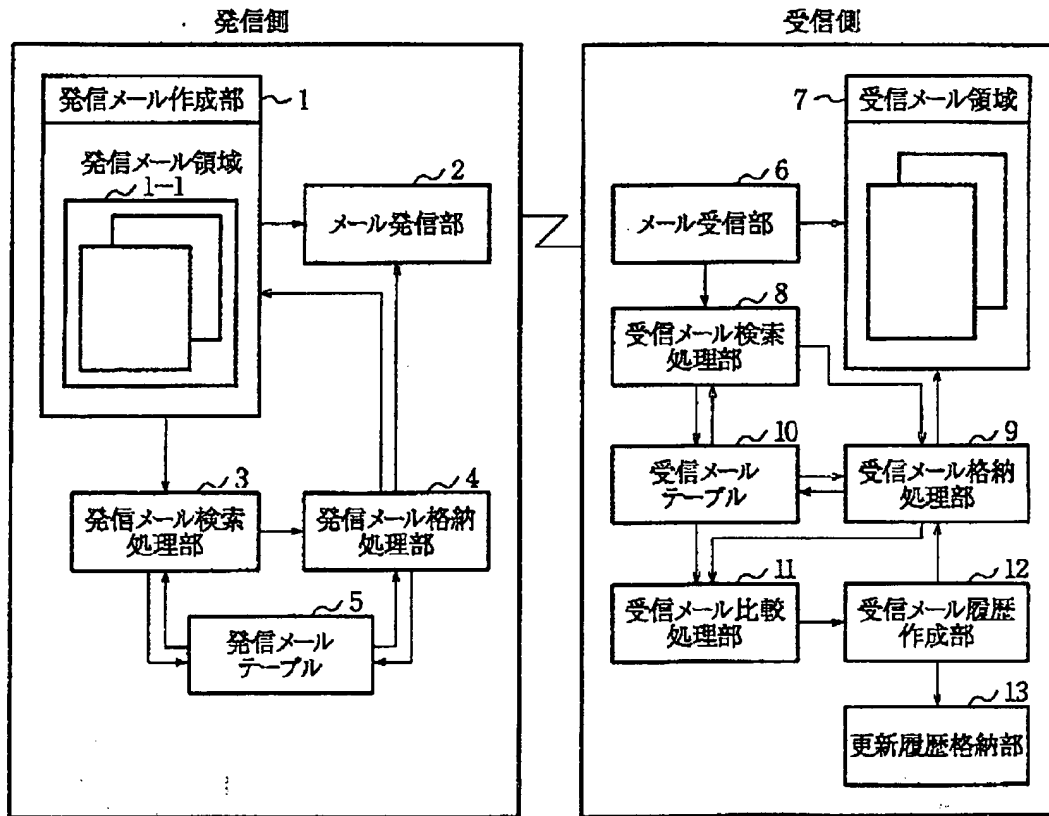 発信側
発信メール作成部
1
発信メール領域
1-1
2
メール発信部
3
発信メール検索
処理部
4
発信メール格納
処理部
5
発信メール
テーブル
受信側
7
受信メール領域
6
メール受信部
8
受信メール検索
処理部
10
受信メール
テーブル
9
受信メール格納
処理部
11
受信メール比較
処理部
12
受信メール履歴
作成部
13
更新履歴格納部